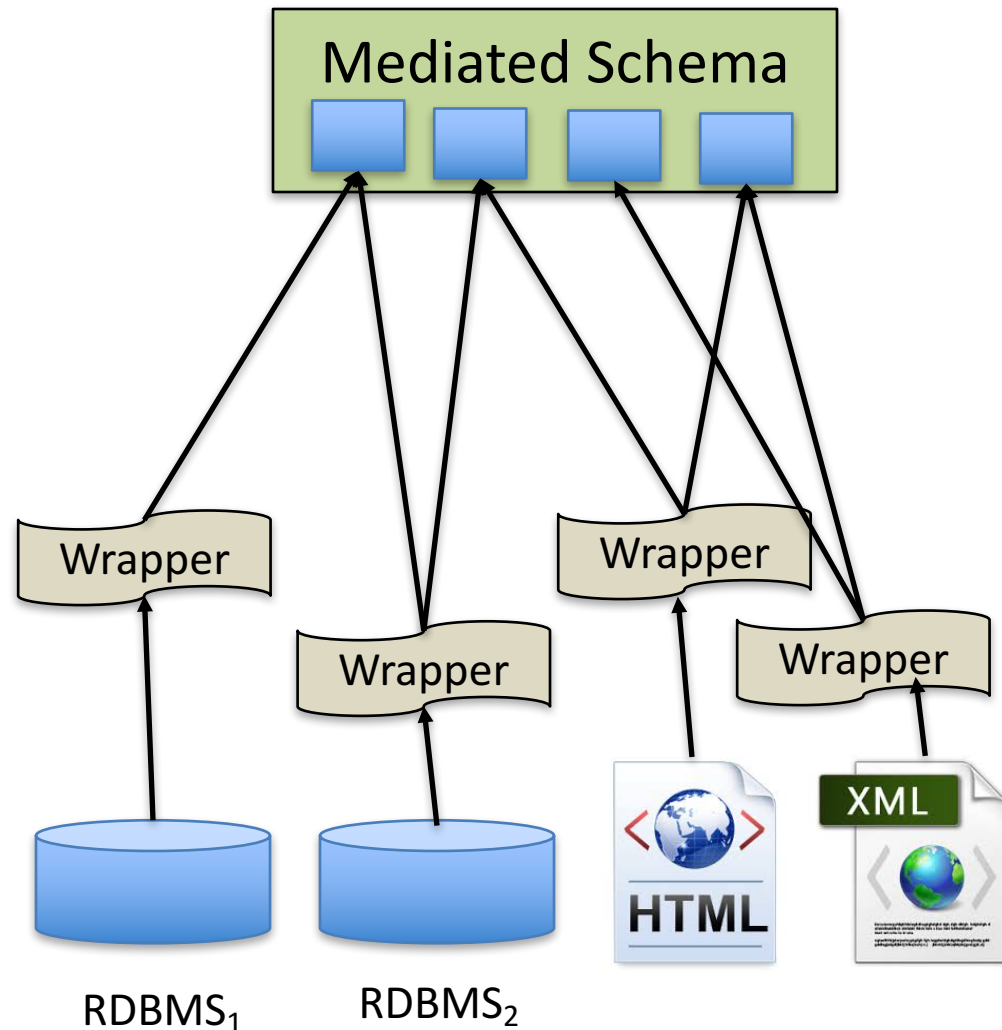 Mediated Schema
Wrapper
Wrapper
Wrapper
Wrapper
XML
< >
HTML
RDBMS₁
RDBMS₂